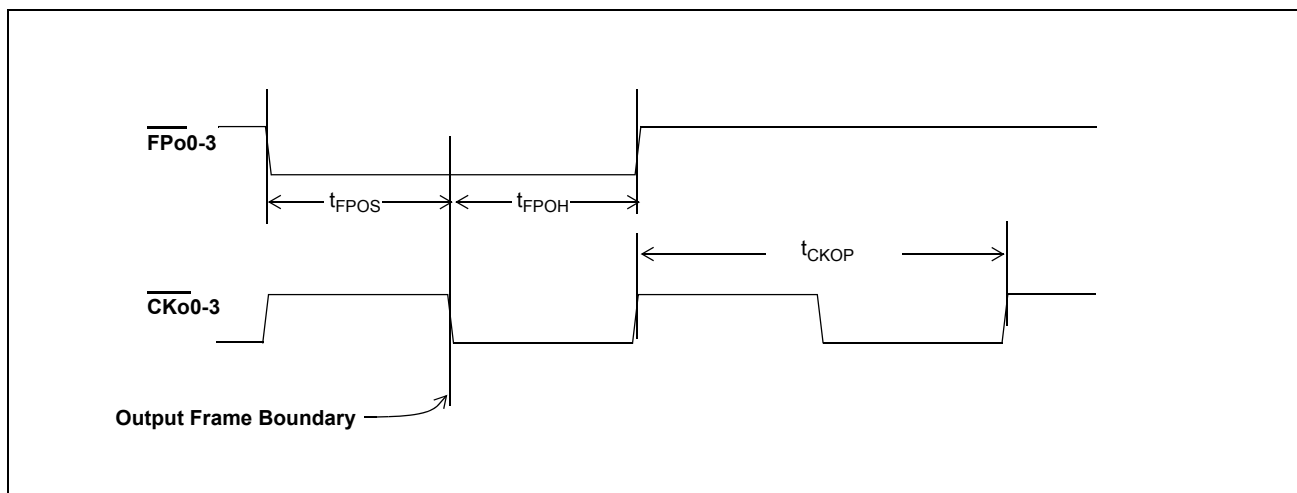 FPo0-3
tFPOS
tFPOH
tCKOP
CKo0-3
Output Frame Boundary